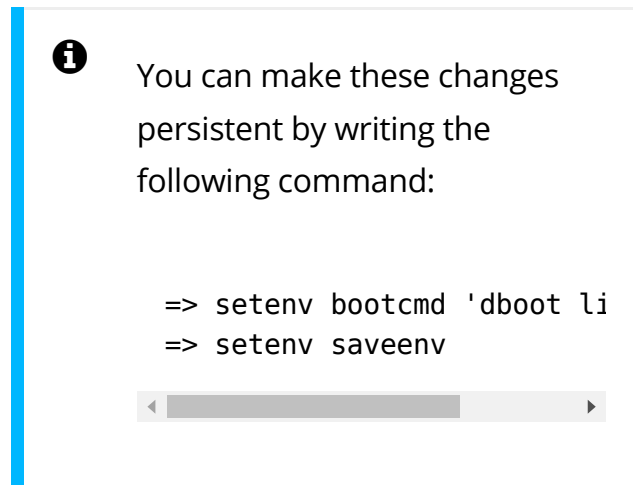 You can make these changes
persistent by writing the
following command:
=> setenv bootcmd 'dboot li
=> setenv saveenv